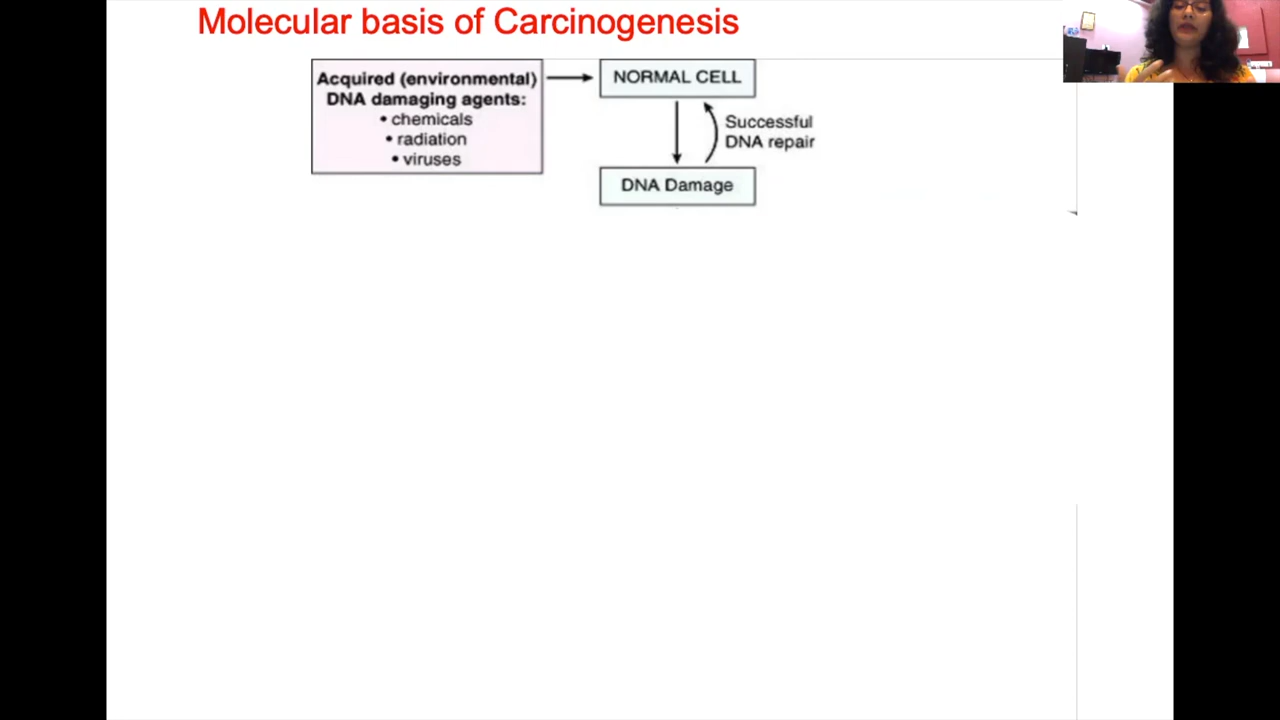 Molecular basis of Carcinogenesis
Acquired (environmental)
DNA damaging agents:
• chemicals
• radiation
• viruses
NORMAL CELL
Successful
DNA repair
DNA Damage